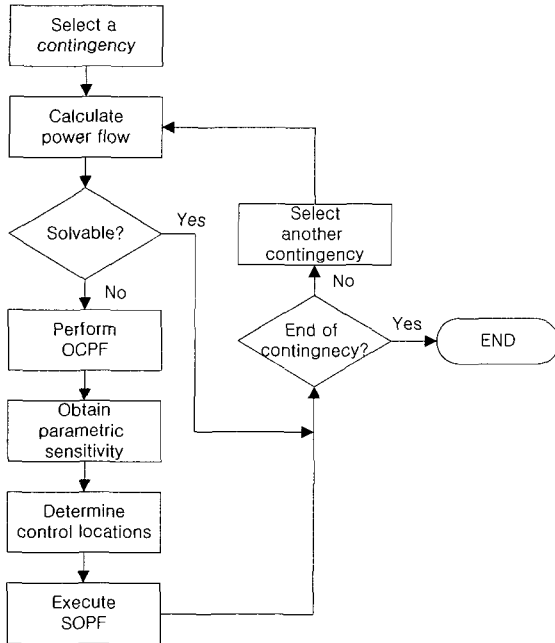 Select a
contingency
Calculate
power flow
Solvable?
Yes
No
Perform
OCPF
Obtain
parametric
sensitivity
Determine
control locations
Execute
SOPF
Select
another
contingency
No
End of
contingnecy?
Yes
END